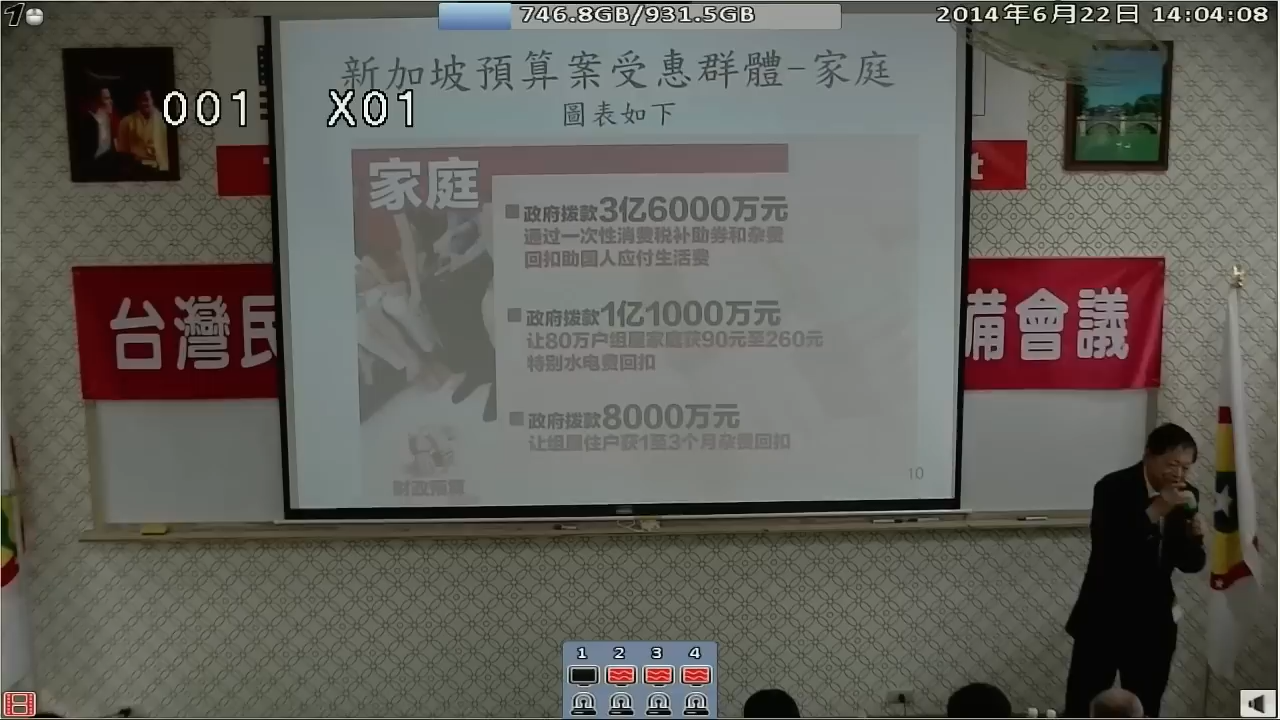 746.8GB/931.5GB
2014年6月22日 14:04:08
001 X01
新加坡預算案受惠群體-家庭
圖表如下
家庭
政府拨款3亿6000万元
通过一次性消费税补助券和杂费
回扣助国人应付生活费
政府拨款1亿1000万元
让80万户组屋家庭获90元至260元
特别水电费回扣
政府拨款8000万元
让组屋住户获1至3个月杂费回扣
财政预算
10
t
台灣民
備會議
1 2 3 4